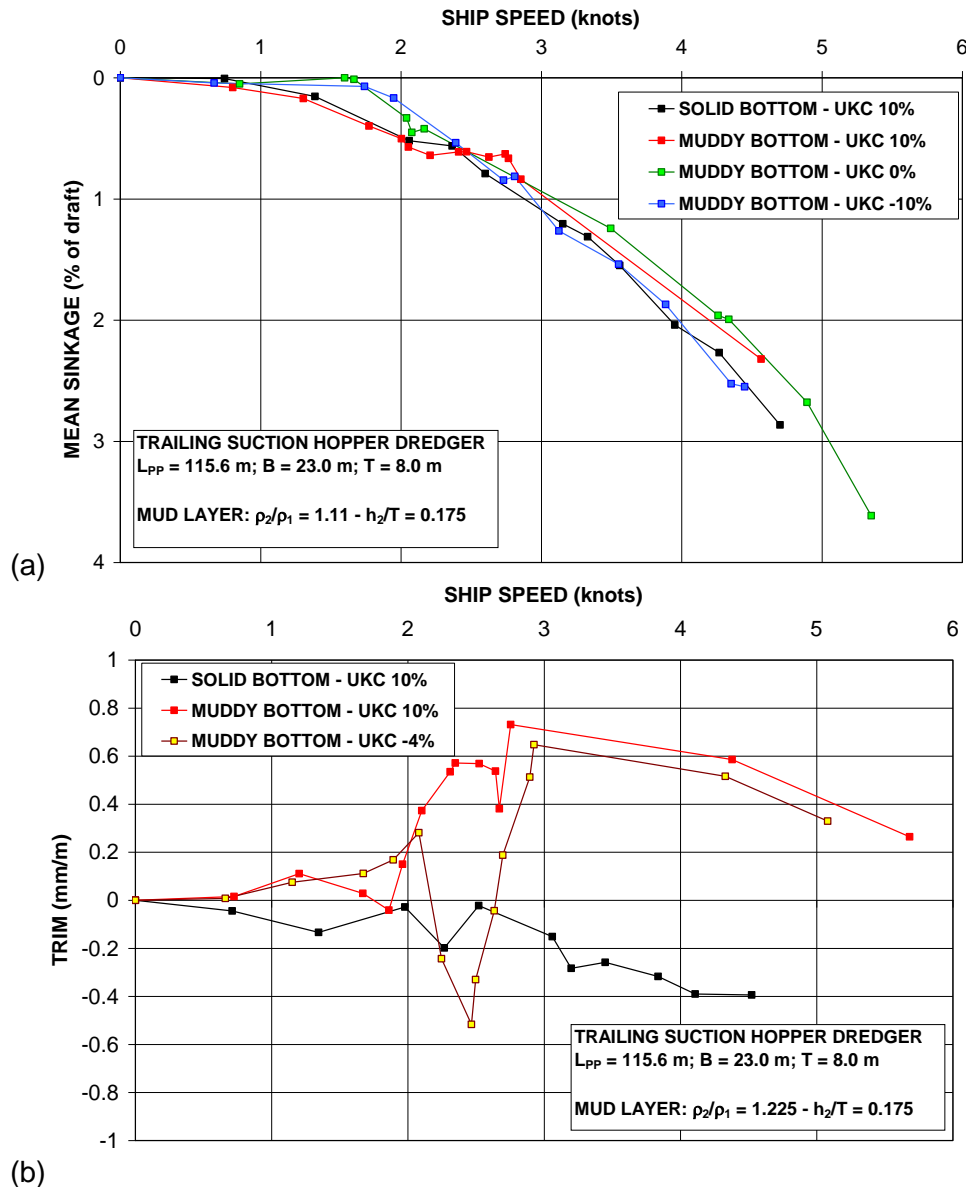 SHIP SPEED (knots)
0 1 2 3 4 5 6
0
1
2
3
4
MEAN SINKAGE (% of draft)
SOLID BOTTOM - UKC 10%
MUDDY BOTTOM - UKC 10%
MUDDY BOTTOM - UKC 0%
MUDDY BOTTOM - UKC -10%
TRAILING SUCTION HOPPER DREDGER
LPP = 115.6 m; B = 23.0 m; T = 8.0 m
MUD LAYER: ρ2/ρ1 = 1.11 - h2/T = 0.175
(a)
SHIP SPEED (knots)
0 1 2 3 4 5 6
1
0.8
0.6
0.4
0.2
0
-0.2
-0.4
-0.6
-0.8
-1
TRIM (mm/m)
SOLID BOTTOM - UKC 10%
MUDDY BOTTOM - UKC 10%
MUDDY BOTTOM - UKC -4%
TRAILING SUCTION HOPPER DREDGER
LPP = 115.6 m; B = 23.0 m; T = 8.0 m
MUD LAYER: ρ2/ρ1 = 1.225 - h2/T = 0.175
(b)